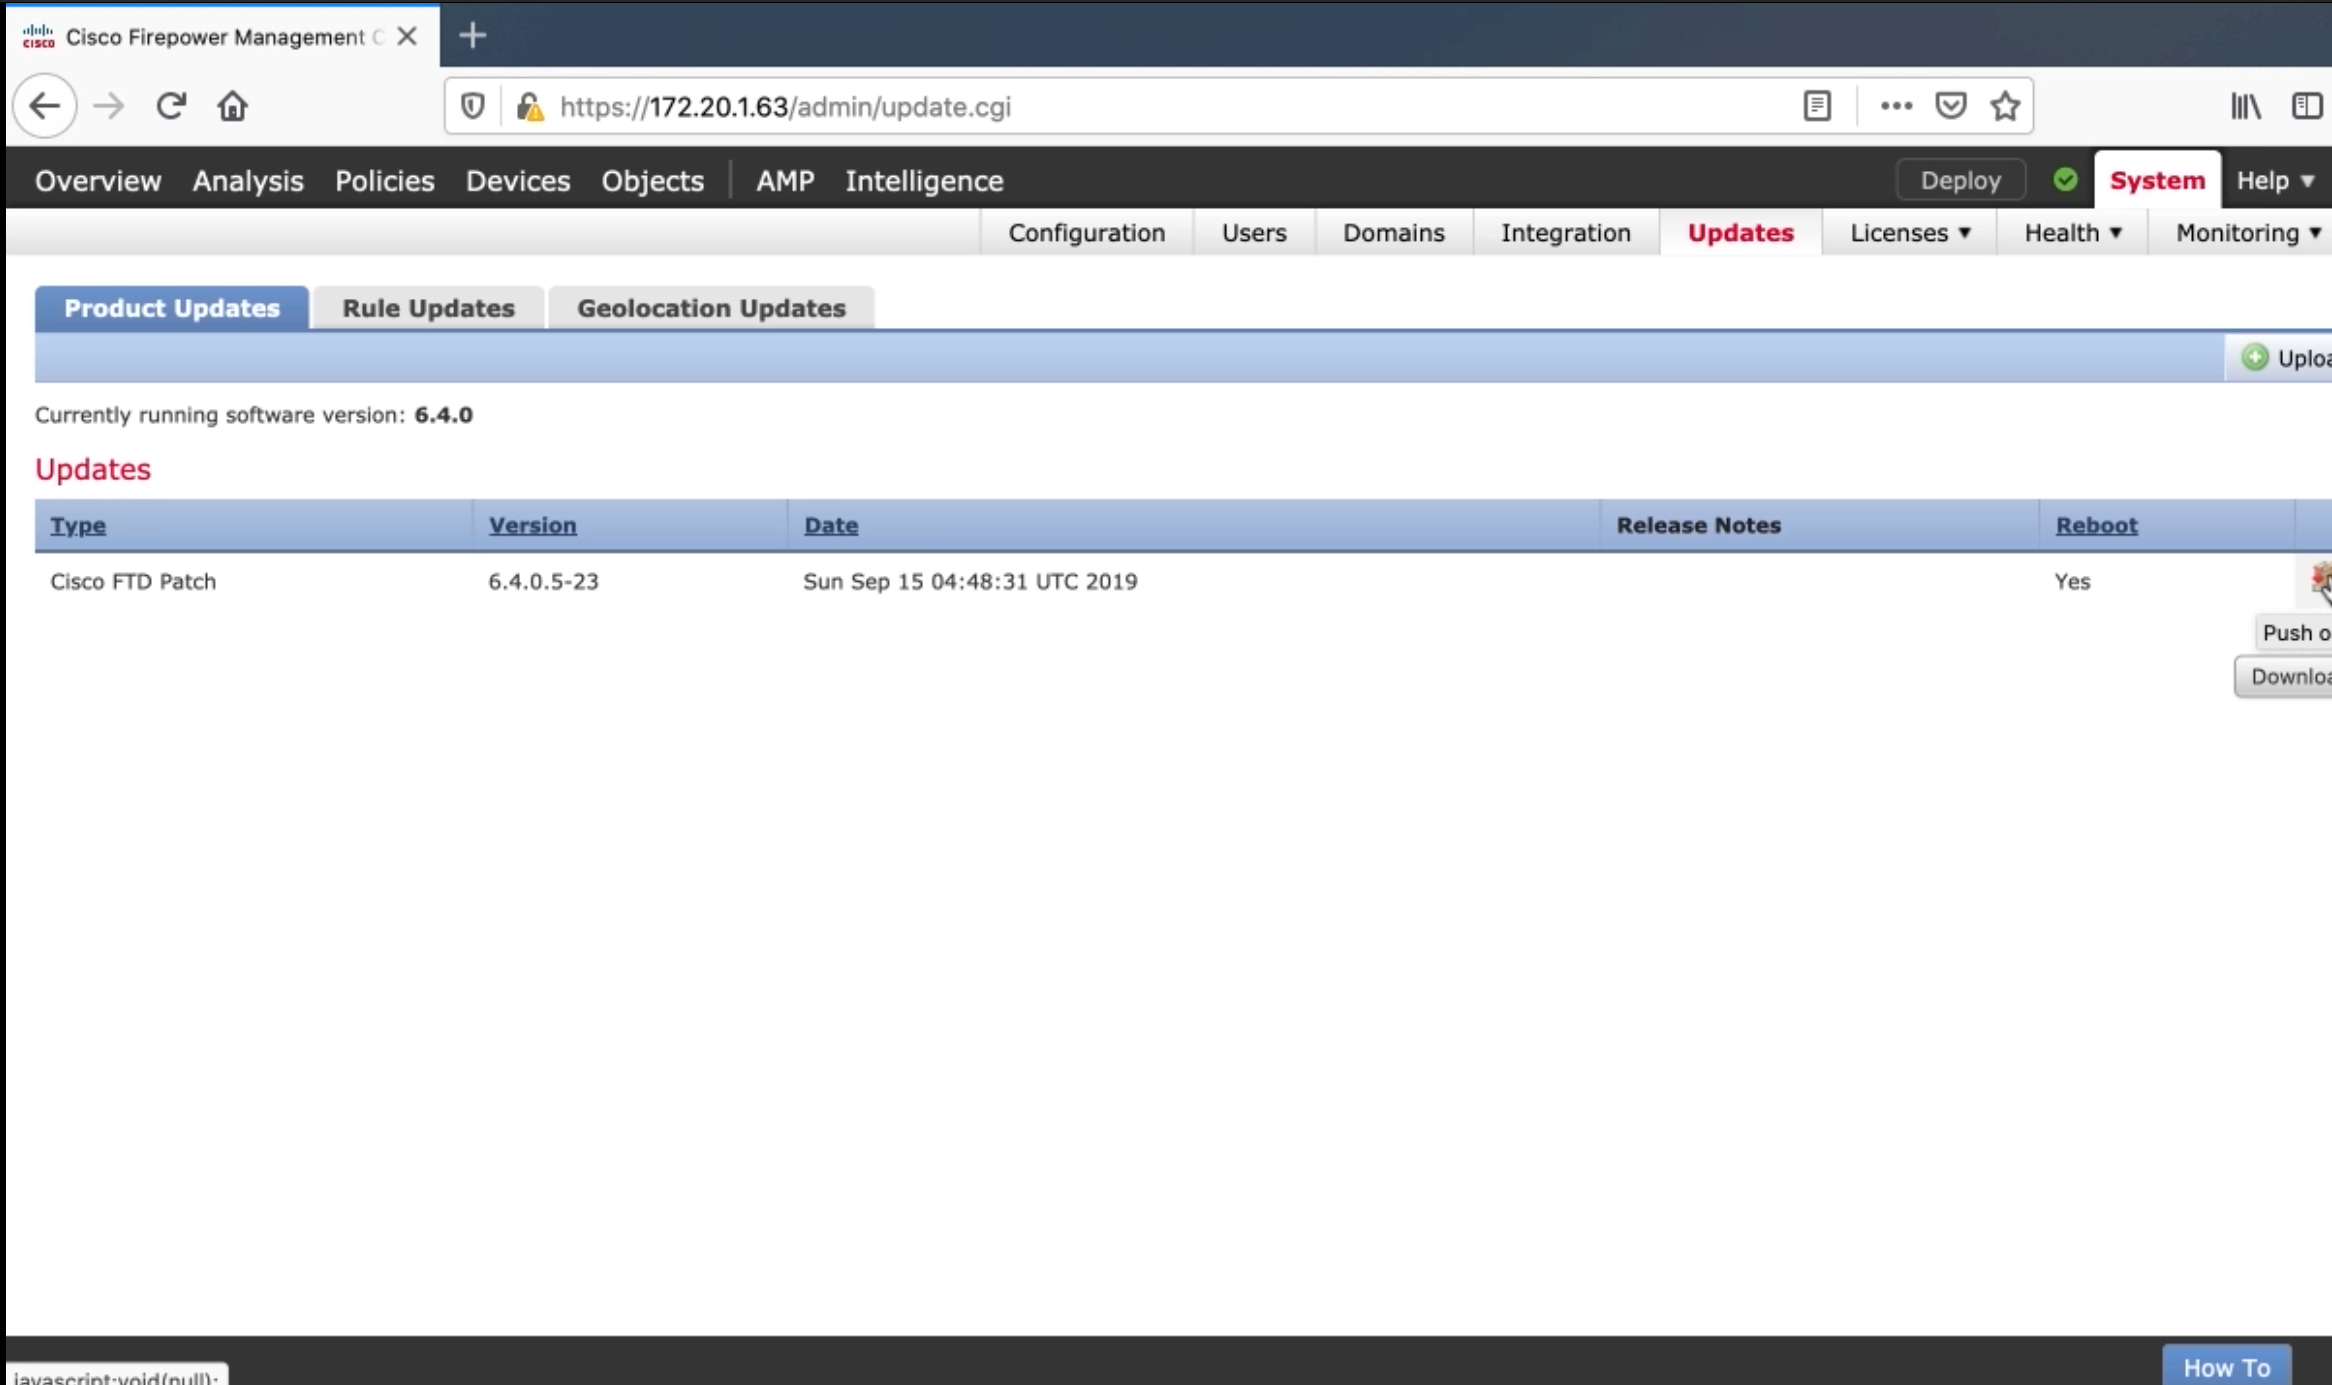 CISCO Cisco Firepower Management C
https://172.20.1.63/admin/update.cgi
Overview Analysis Policies Devices Objects AMP Intelligence Deploy System Help
Configuration Users Domains Integration Updates Licenses Health Monitoring
Product Updates Rule Updates Geolocation Updates
Uploa
Currently running software version: 6.4.0
Updates
Type Version Date Release Notes Reboot
Cisco FTD Patch 6.4.0.5-23 Sun Sep 15 04:48:31 UTC 2019 Yes
Push o
Downloa
How To
javascript:void(null);